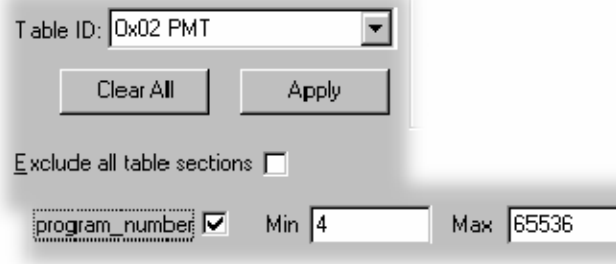 Table ID: 0x02 PMT
Clear All Apply
Exclude all table sections
program_number Min 4 Max 65536